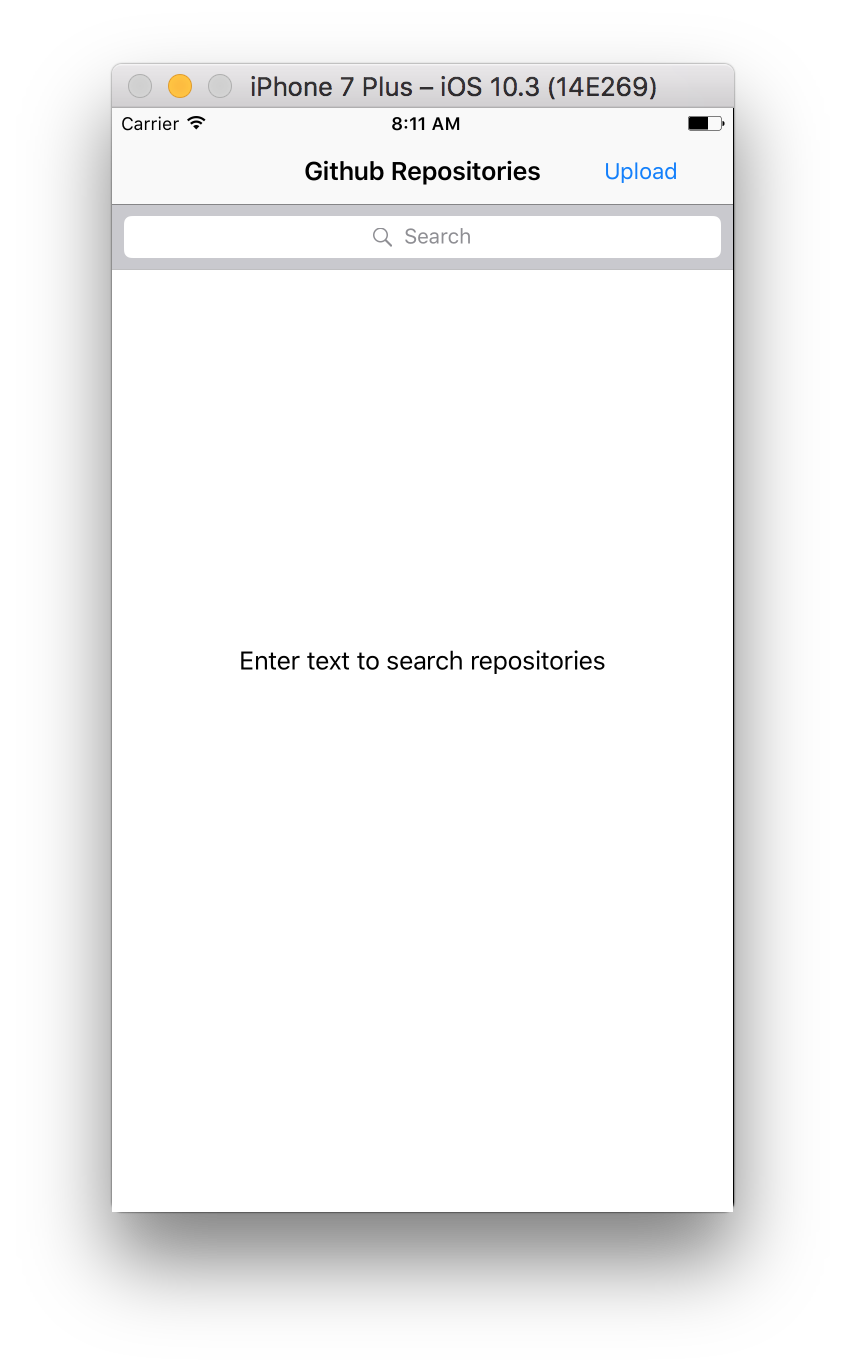 iPhone 7 Plus – iOS 10.3 (14E269)
Carrier 8:11 AM
Github Repositories Upload
Search
Enter text to search repositories